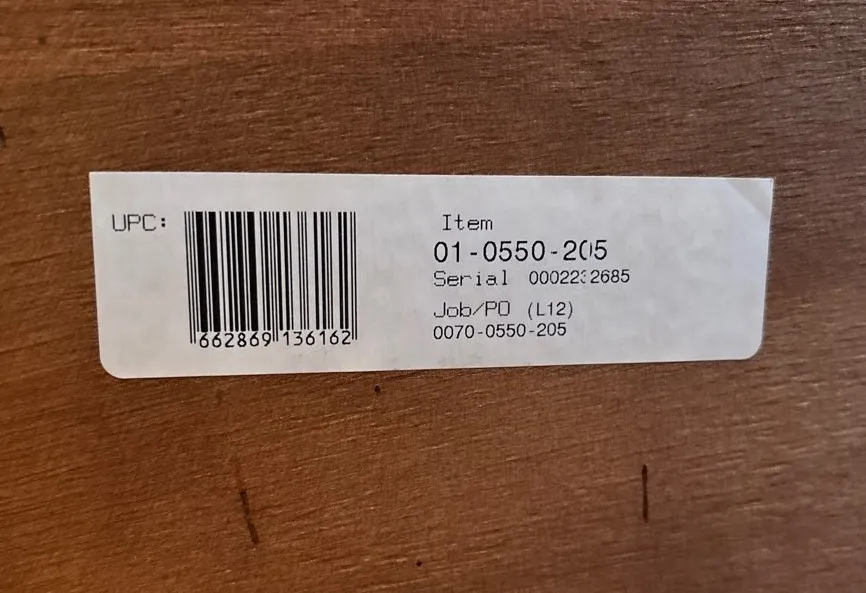 UPC:
662869 136162
Item
01-0550-205
Serial 0002232685
Job/PO (L12)
0070-0550-205